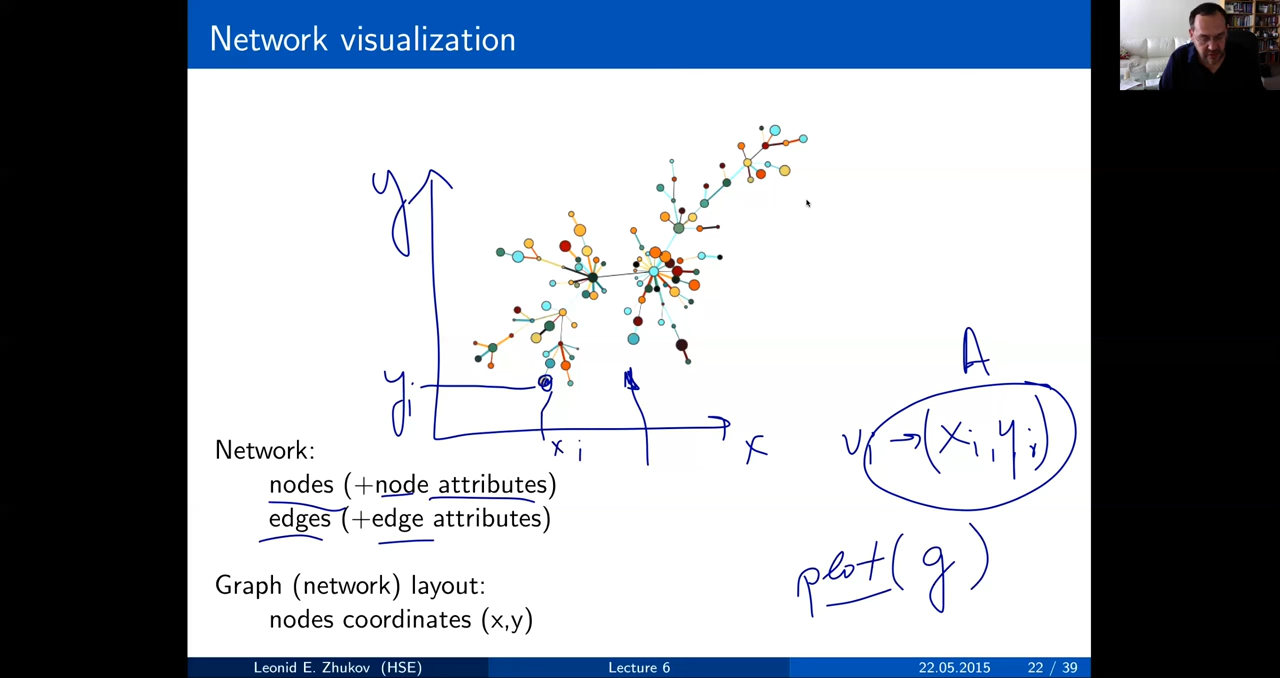 Network visualization
y
y_i
x_i
x
A
v_i → (x_i, y_i)
Network:
nodes (+node attributes)
edges (+edge attributes)
plot(g)
Graph (network) layout:
nodes coordinates (x,y)
Leonid E. Zhukov (HSE)
Lecture 6
22.05.2015
22 / 39